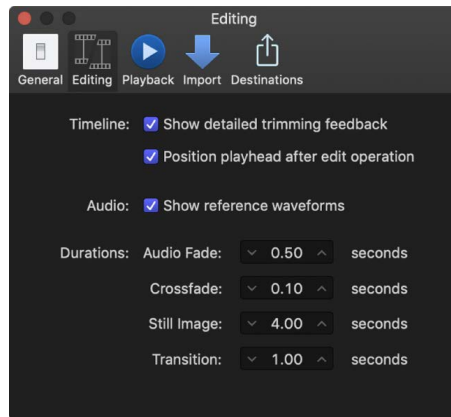 Editing
General Editing Playback Import Destinations
Timeline: Show detailed trimming feedback
Position playhead after edit operation
Audio: Show reference waveforms
Durations: Audio Fade: 0.50 seconds
Crossfade: 0.10 seconds
Still Image: 4.00 seconds
Transition: 1.00 seconds